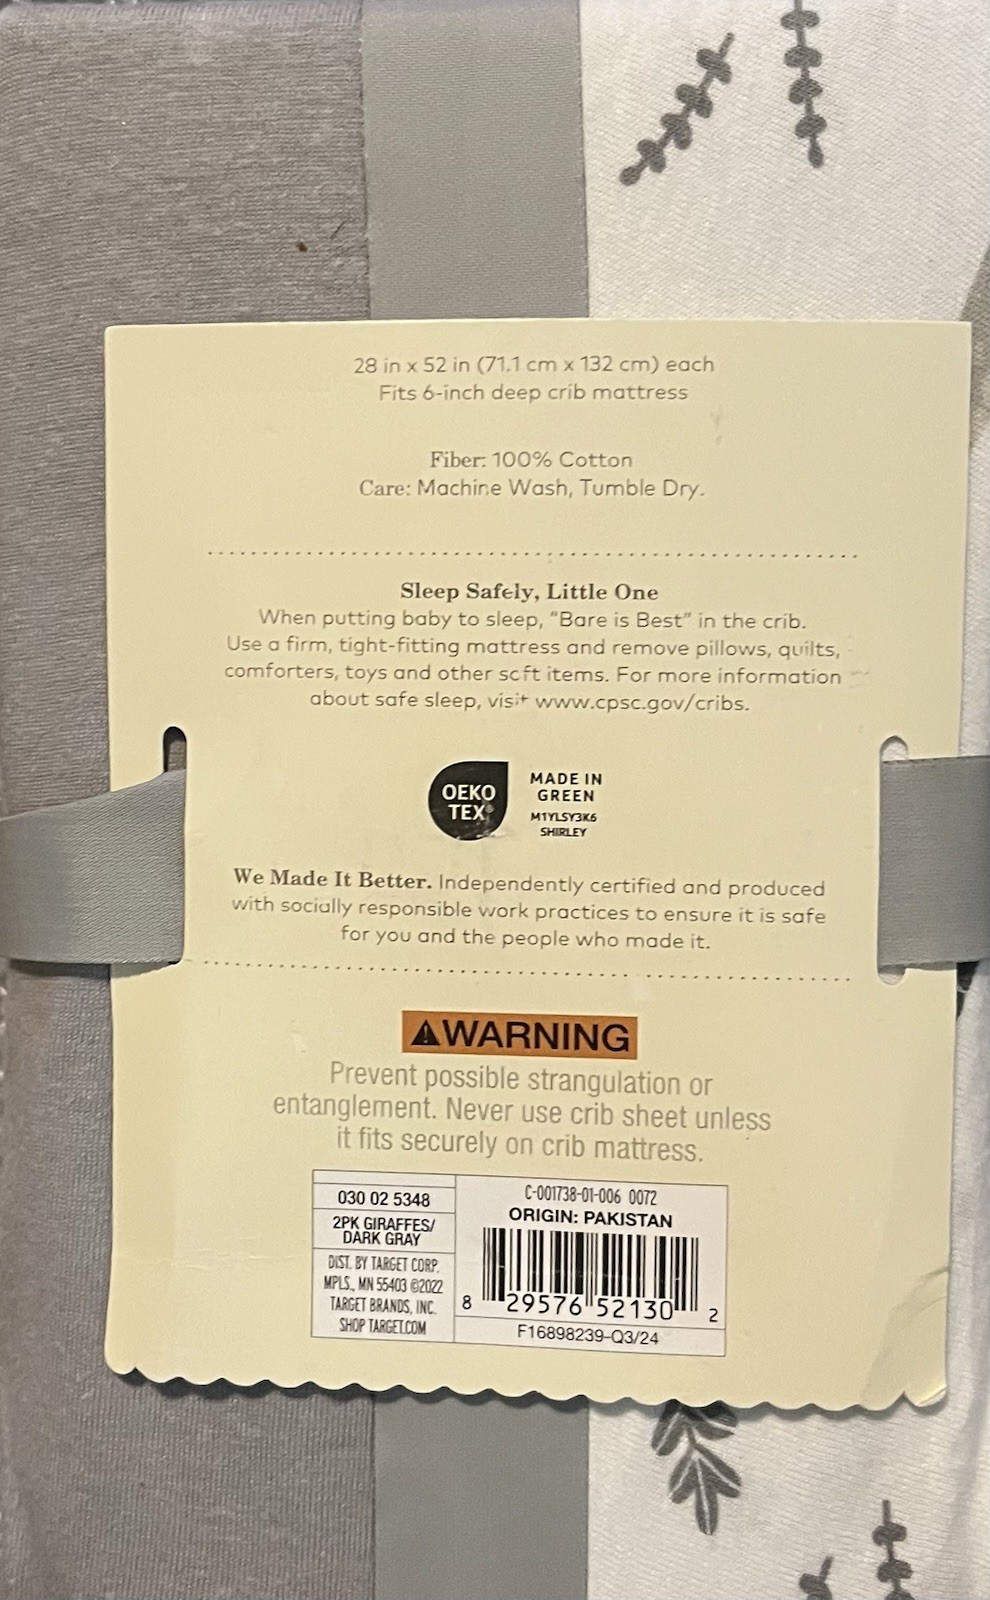 28 in x 52 in (71.1 cm x 132 cm) each
Fits 6-inch deep crib mattress
Fiber: 100% Cotton
Care: Machine Wash, Tumble Dry.
Sleep Safely, Little One
When putting baby to sleep, “Bare is Best” in the crib.
Use a firm, tight-fitting mattress and remove pillows, quilts,
comforters, toys and other soft items. For more information
about safe sleep, visit www.cpsc.gov/cribs.
OEKO
TEX®
MADE IN
GREEN
M1YLSY3K6
SHIRLEY
We Made It Better. Independently certified and produced
with socially responsible work practices to ensure it is safe
for you and the people who made it.
⚠WARNING
Prevent possible strangulation or
entanglement. Never use crib sheet unless
it fits securely on crib mattress.
030 02 5348
2PK GIRAFFES/
DARK GRAY
DIST. BY TARGET CORP.
MPLS., MN 55403 ©2022
TARGET BRANDS, INC.
SHOP TARGET.COM
C-001738-01-006 0072
ORIGIN: PAKISTAN
8 29576 52130 2
F16898239-Q3/24